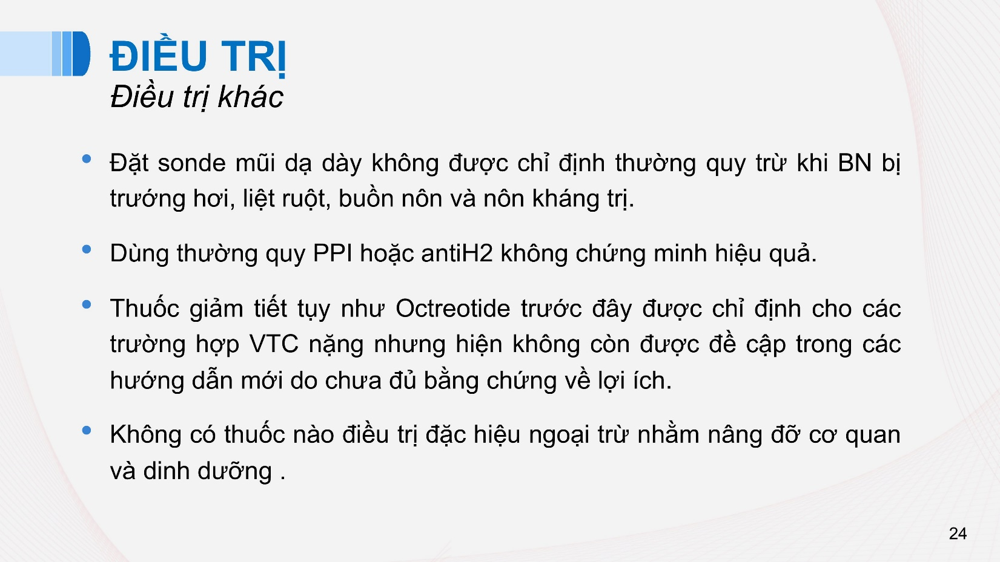 ĐIỀU TRỊ
Điều trị khác
• Đặt sonde mũi dạ dày không được chỉ định thường quy trừ khi BN bị
trướng hơi, liệt ruột, buồn nôn và nôn kháng trị.
• Dùng thường quy PPI hoặc antiH2 không chứng minh hiệu quả.
• Thuốc giảm tiết tụy như Octreotide trước đây được chỉ định cho các
trường hợp VTC nặng nhưng hiện không còn được đề cập trong các
hướng dẫn mới do chưa đủ bằng chứng về lợi ích.
• Không có thuốc nào điều trị đặc hiệu ngoại trừ nhằm nâng đỡ cơ quan
và dinh dưỡng .
24